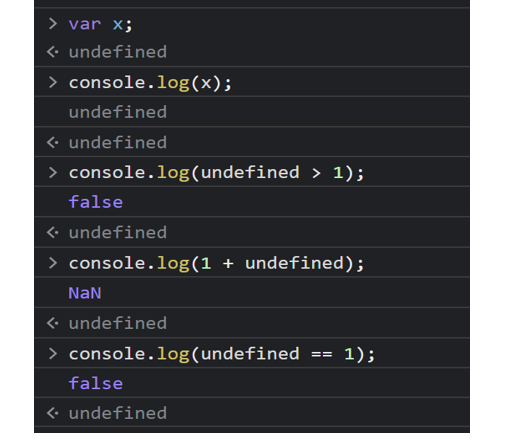 > var x;
<· undefined
> console.log(x);
undefined
<· undefined
> console.log(undefined > 1);
false
<· undefined
> console.log(1 + undefined);
NaN
<· undefined
> console.log(undefined == 1);
false
<· undefined